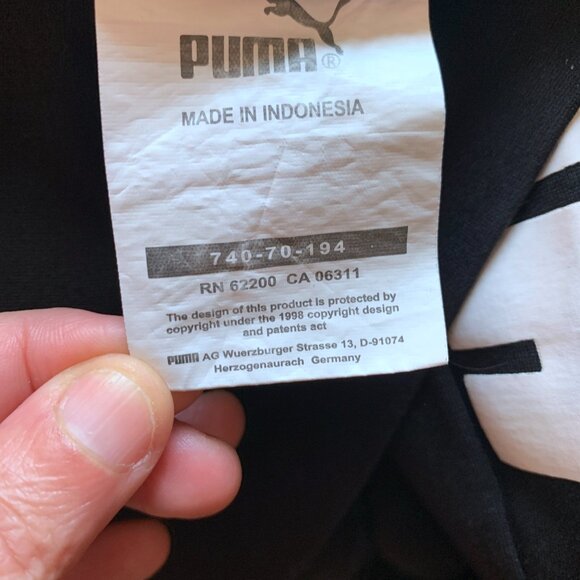 PUMA®
MADE IN INDONESIA
740-70-194
RN 62200 CA 06311
The design of this product is protected by
copyright under the 1998 copyright design
and patents act
PUMA AG Wuerzburger Strasse 13, D-91074
Herzogenaurach Germany